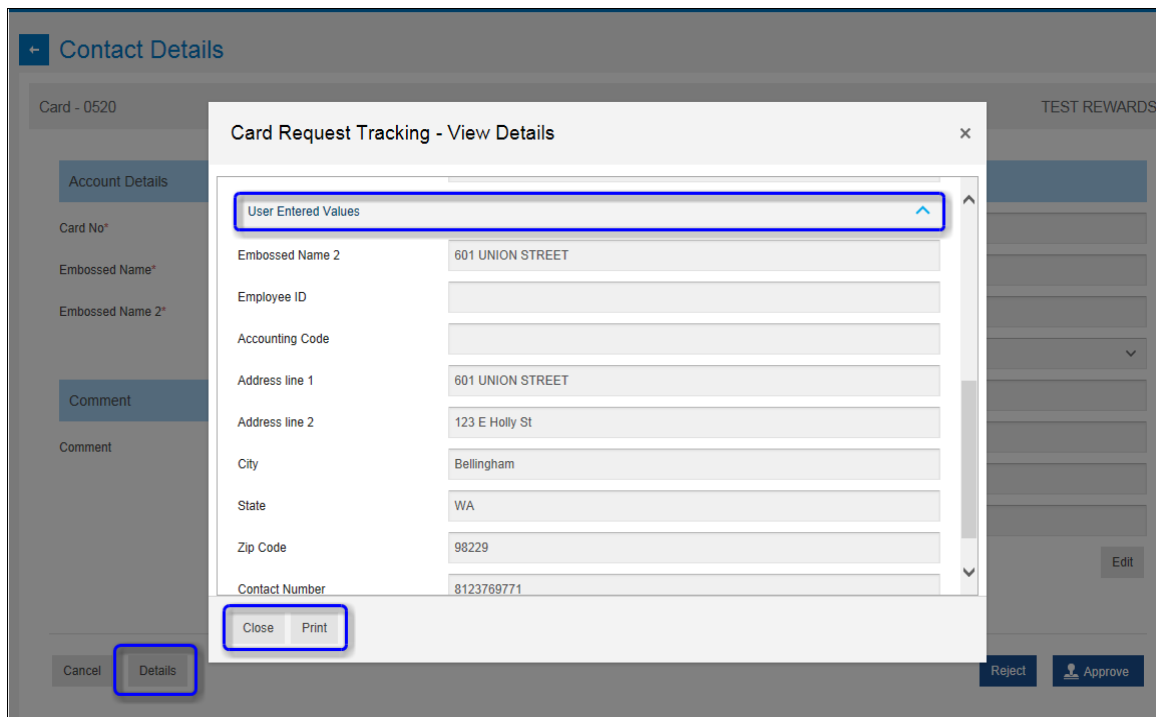 Contact Details
Card - 0520
TEST REWARDS
Card Request Tracking - View Details
×
Account Details
Card No*
Embossed Name*
Embossed Name 2*
Comment
Comment
User Entered Values
Embossed Name 2 601 UNION STREET
Employee ID
Accounting Code
Address line 1 601 UNION STREET
Address line 2 123 E Holly St
City Bellingham
State WA
Zip Code 98229
Contact Number 8123769771
Edit
Close Print
Cancel Details Reject Approve